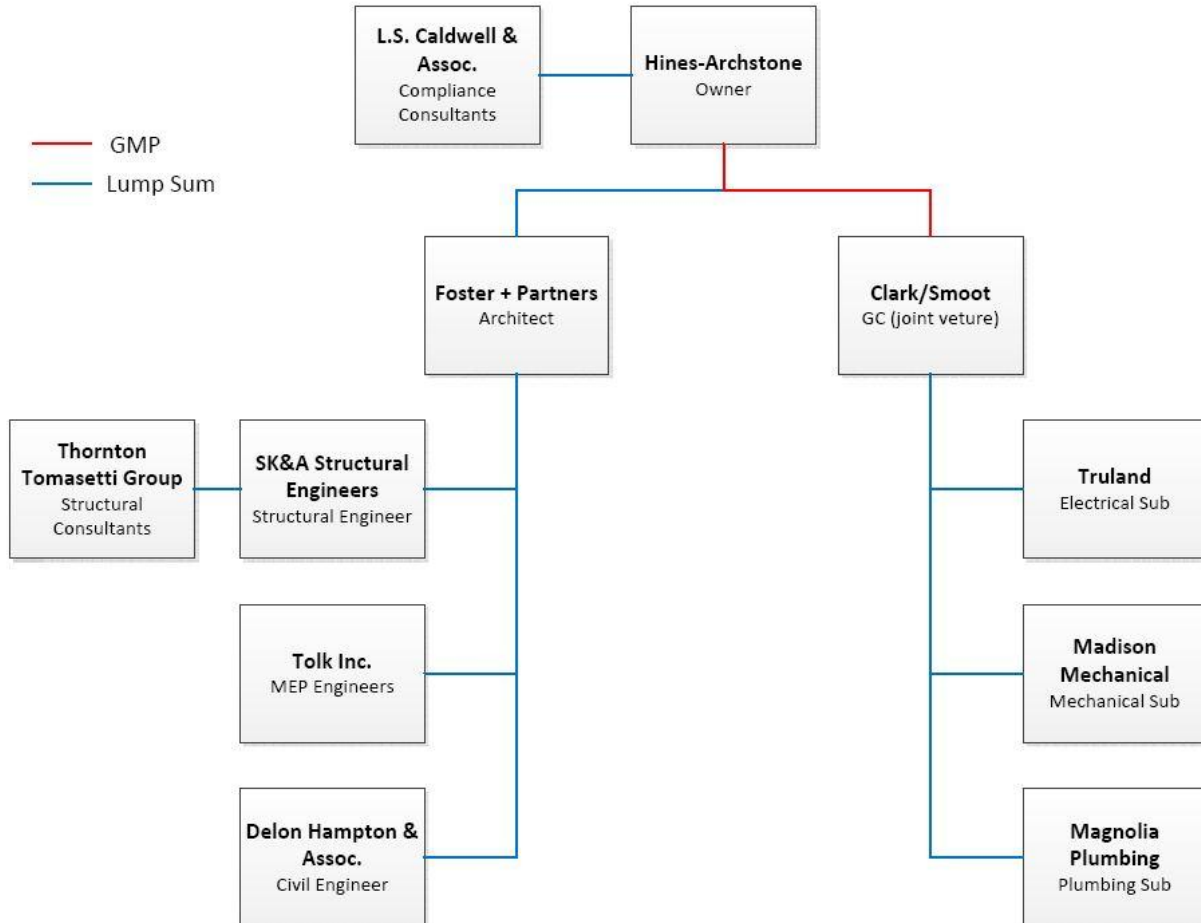 L.S. Caldwell &
Assoc.
Compliance
Consultants
Hines-Archstone
Owner
GMP
Lump Sum
Foster + Partners
Architect
Clark/Smoot
GC (joint veture)
Thornton
Tomasetti Group
Structural
Consultants
SK&A Structural
Engineers
Structural Engineer
Truland
Electrical Sub
Tolk Inc.
MEP Engineers
Madison
Mechanical
Mechanical Sub
Delon Hampton &
Assoc.
Civil Engineer
Magnolia
Plumbing
Plumbing Sub